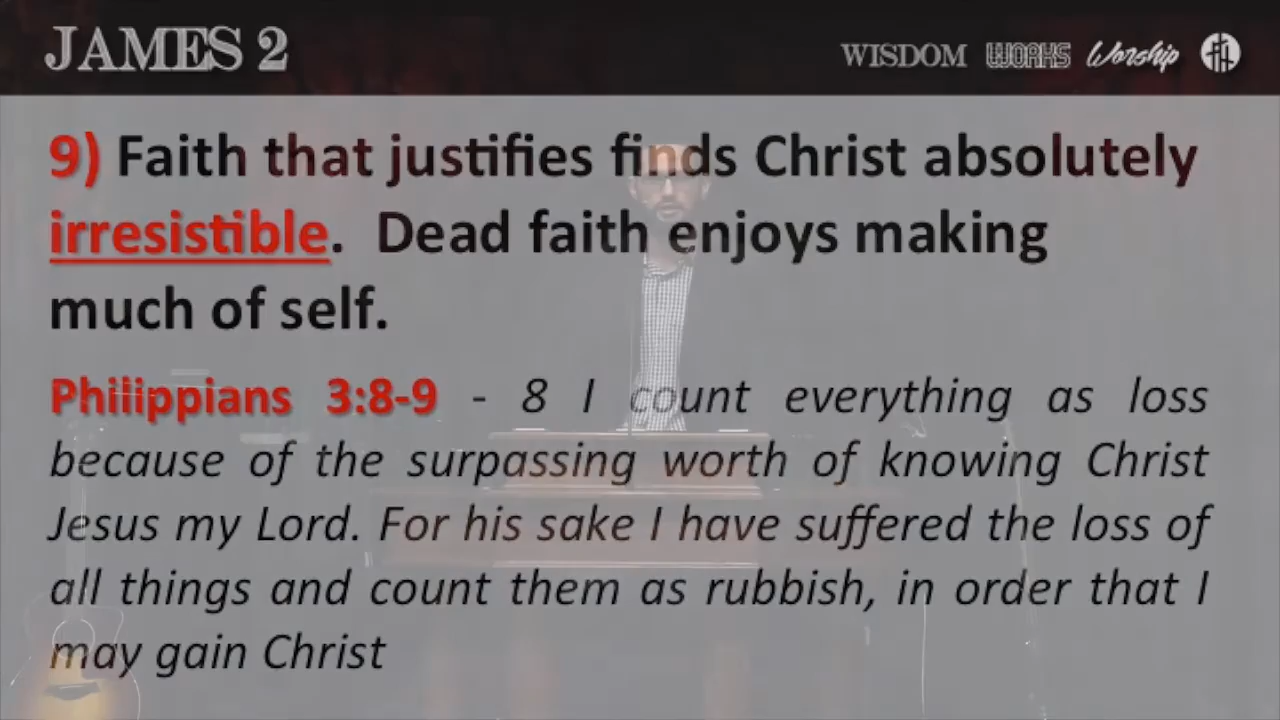 JAMES 2
WISDOM WORKS Worship
9) Faith that justifies finds Christ absolutely
irresistible. Dead faith enjoys making
much of self.
Philippians 3:8-9 - 8 I count everything as loss
because of the surpassing worth of knowing Christ
Jesus my Lord. For his sake I have suffered the loss of
all things and count them as rubbish, in order that I
may gain Christ